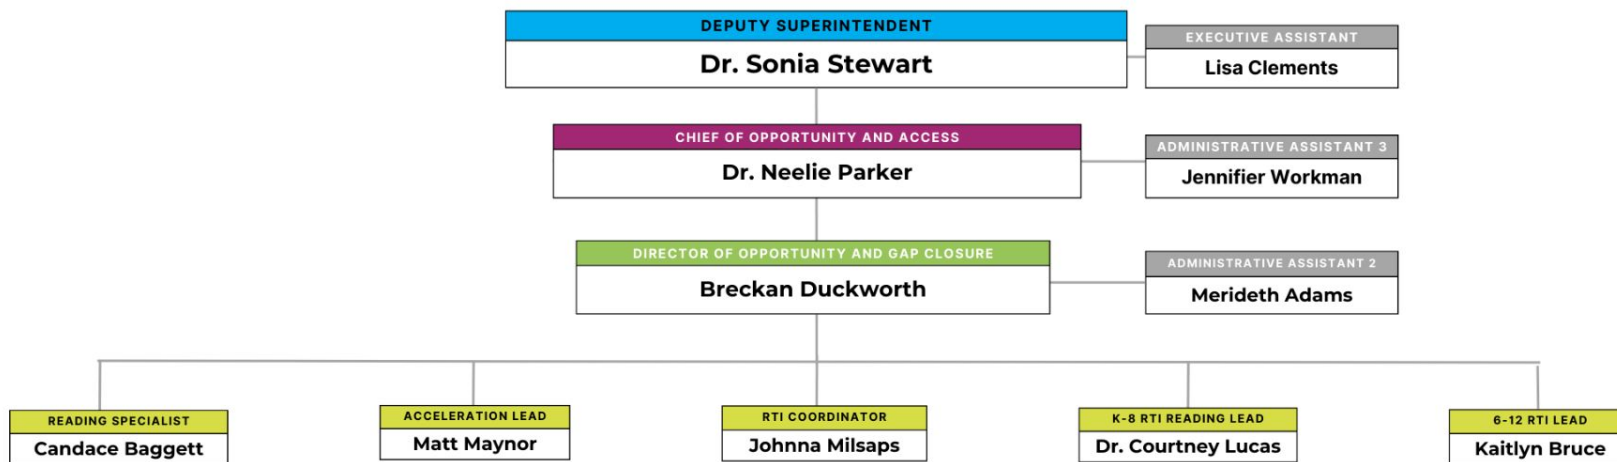 DEPUTY SUPERINTENDENT
Dr. Sonia Stewart
EXECUTIVE ASSISTANT
Lisa Clements
CHIEF OF OPPORTUNITY AND ACCESS
Dr. Neelie Parker
ADMINISTRATIVE ASSISTANT 3
Jennifier Workman
DIRECTOR OF OPPORTUNITY AND GAP CLOSURE
Breckan Duckworth
ADMINISTRATIVE ASSISTANT 2
Merideth Adams
READING SPECIALIST
Candace Baggett
ACCELERATION LEAD
Matt Maynor
RTI COORDINATOR
Johnna Milsaps
K-8 RTI READING LEAD
Dr. Courtney Lucas
6-12 RTI LEAD
Kaitlyn Bruce